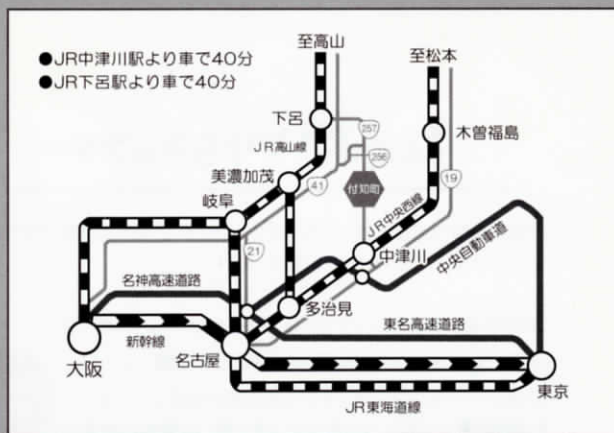 ●JR中津川駅より車で40分
●JR下呂駅より車で40分
至高山
至松本
下呂
257
木曽福島
JR高山線
256
美濃加茂
41
付知町
19
岐阜
JR中央西線
21
中津川
中央自動車道
名神高速道路
多治見
東名高速道路
新幹線
大阪
名古屋
東京
JR東海道線